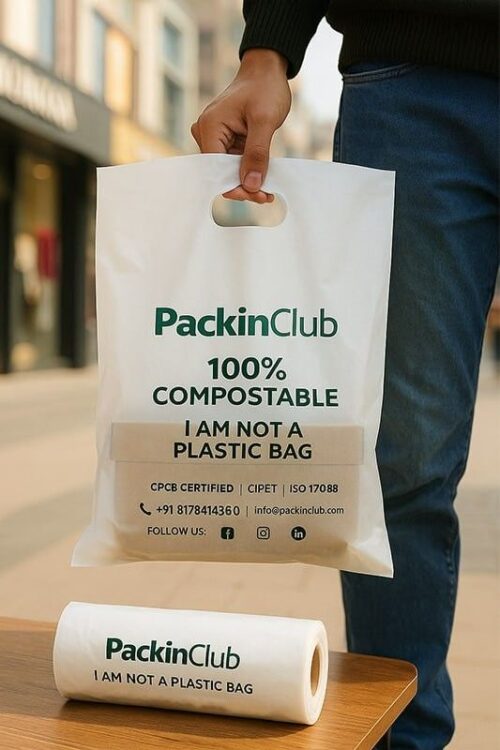 PackinClub
100%
COMPOSTABLE
I AM NOT A
PLASTIC BAG
CPCB CERTIFIED | CIPET | ISO 17088
+91 8178414360 | info@packinclub.com
FOLLOW US:
PackinClub
I AM NOT A PLASTIC BAG